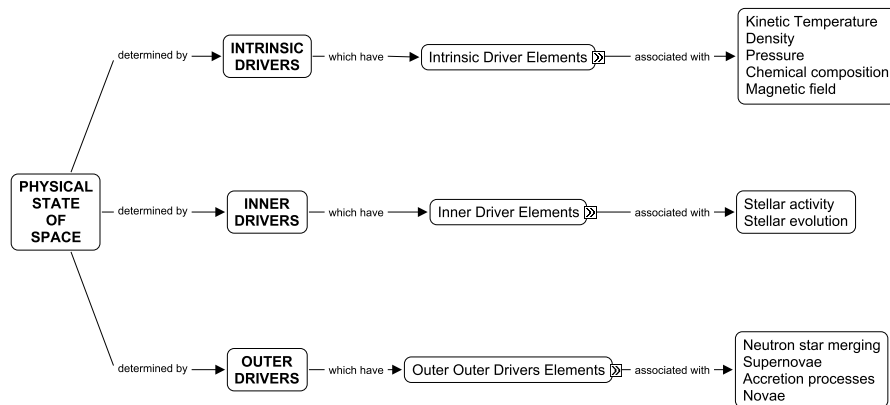 determined by
INTRINSIC
DRIVERS
which have
Intrinsic Driver Elements
associated with
Kinetic Temperature
Density
Pressure
Chemical composition
Magnetic field
PHYSICAL
STATE
OF
SPACE
determined by
INNER
DRIVERS
which have
Inner Driver Elements
associated with
Stellar activity
Stellar evolution
determined by
OUTER
DRIVERS
which have
Outer Outer Drivers Elements
associated with
Neutron star merging
Supernovae
Accretion processes
Novae